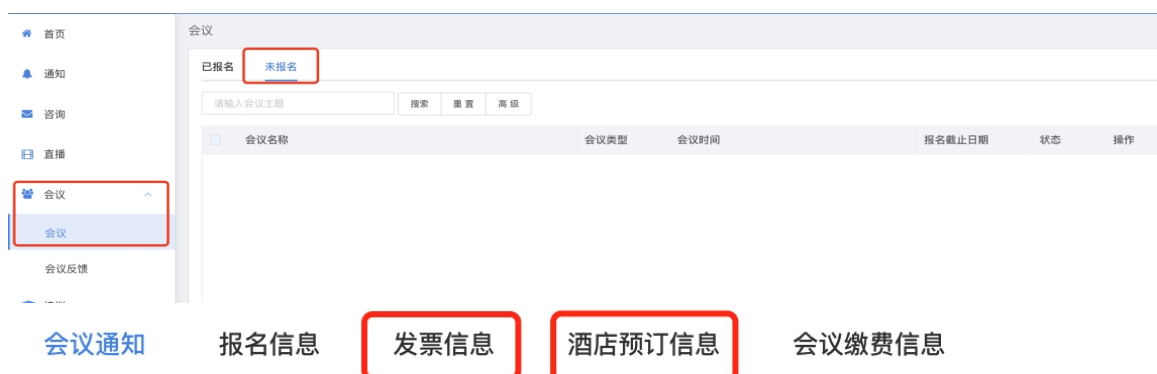 首页
通知
咨询
直播
会议
会议
会议反馈
会议
已报名 未报名
请输入会议主题 搜索 重置 高级
会议名称 会议类型 会议时间 报名截止日期 状态 操作
会议通知 报名信息 发票信息 酒店预订信息 会议缴费信息